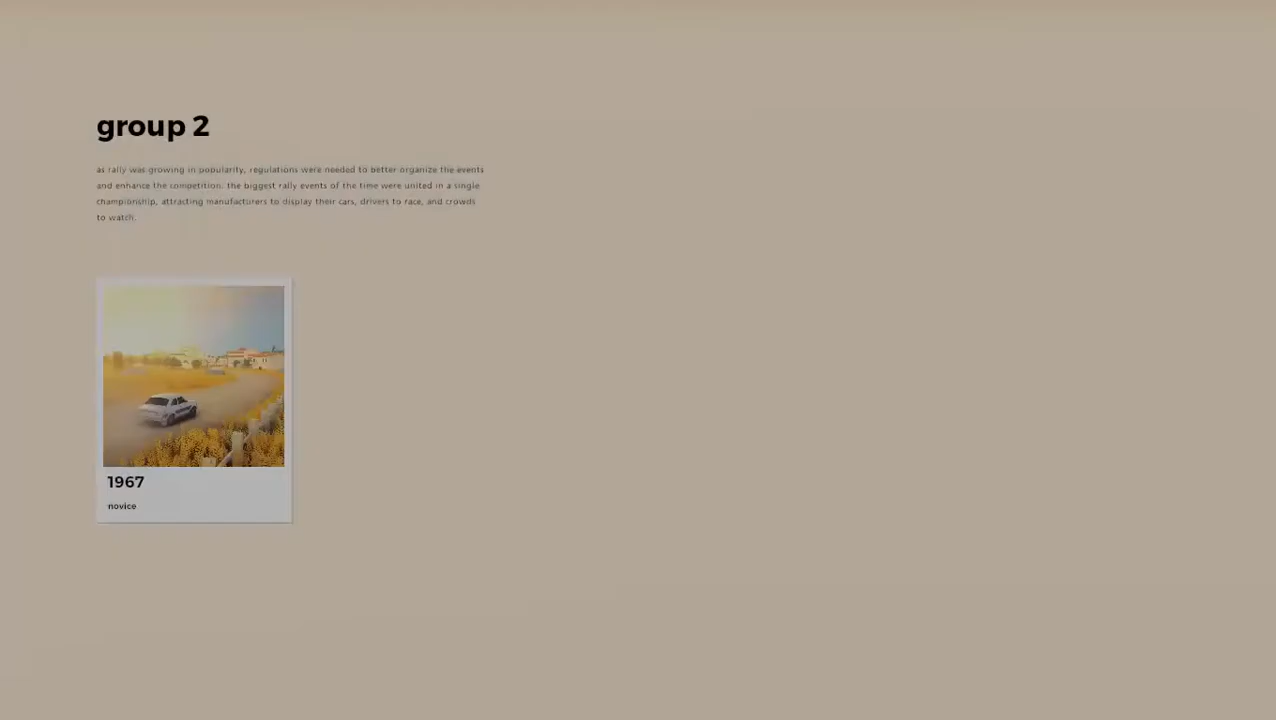 group 2
as rally was growing in popularity, regulations were needed to better organize the events
and enhance the competition. the biggest rally events of the time were united in a single
championship, attracting manufacturers to display their cars, drivers to race, and crowds
to watch.
1967
novice